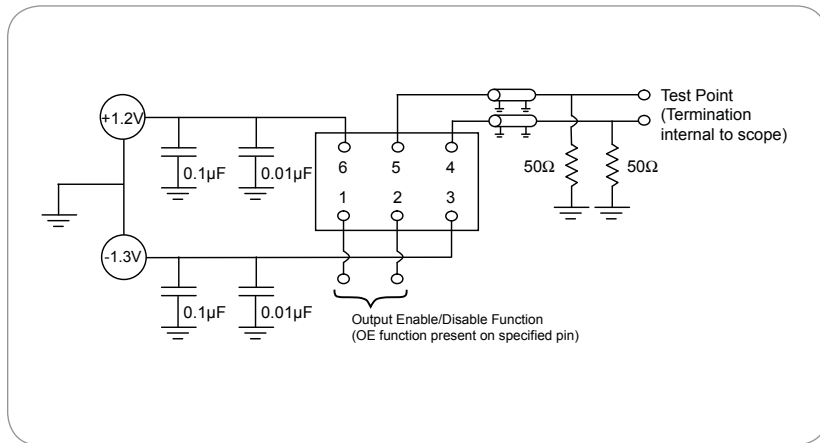 Test Point
(Termination
internal to scope)
+1.2V
0.1µF
0.01µF
6
5
4
50Ω
50Ω
1
2
3
-1.3V
0.1µF
0.01µF
Output Enable/Disable Function
(OE function present on specified pin)